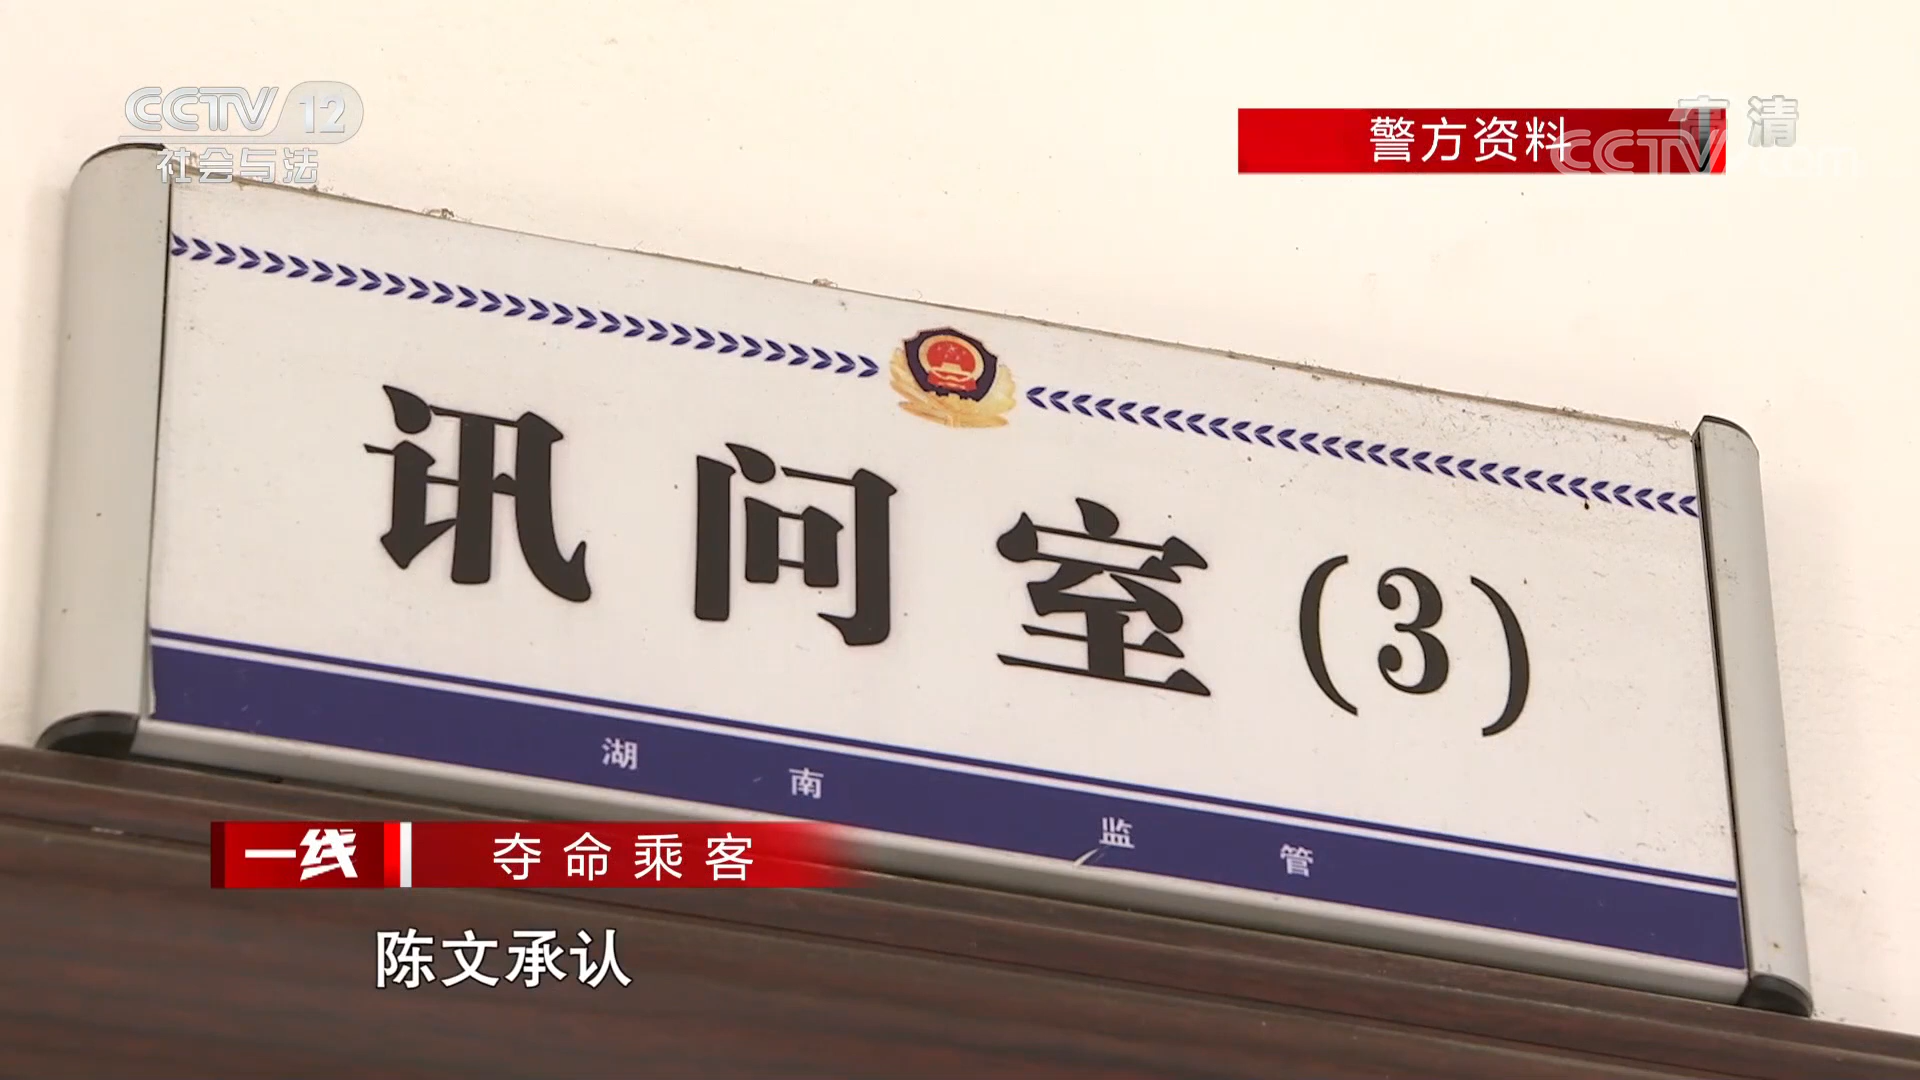 CCTV 12
社会与法
警方资料
高清
CCTV.com
讯问室(3)
湖南监管
一线
夺命乘客
陈文承认